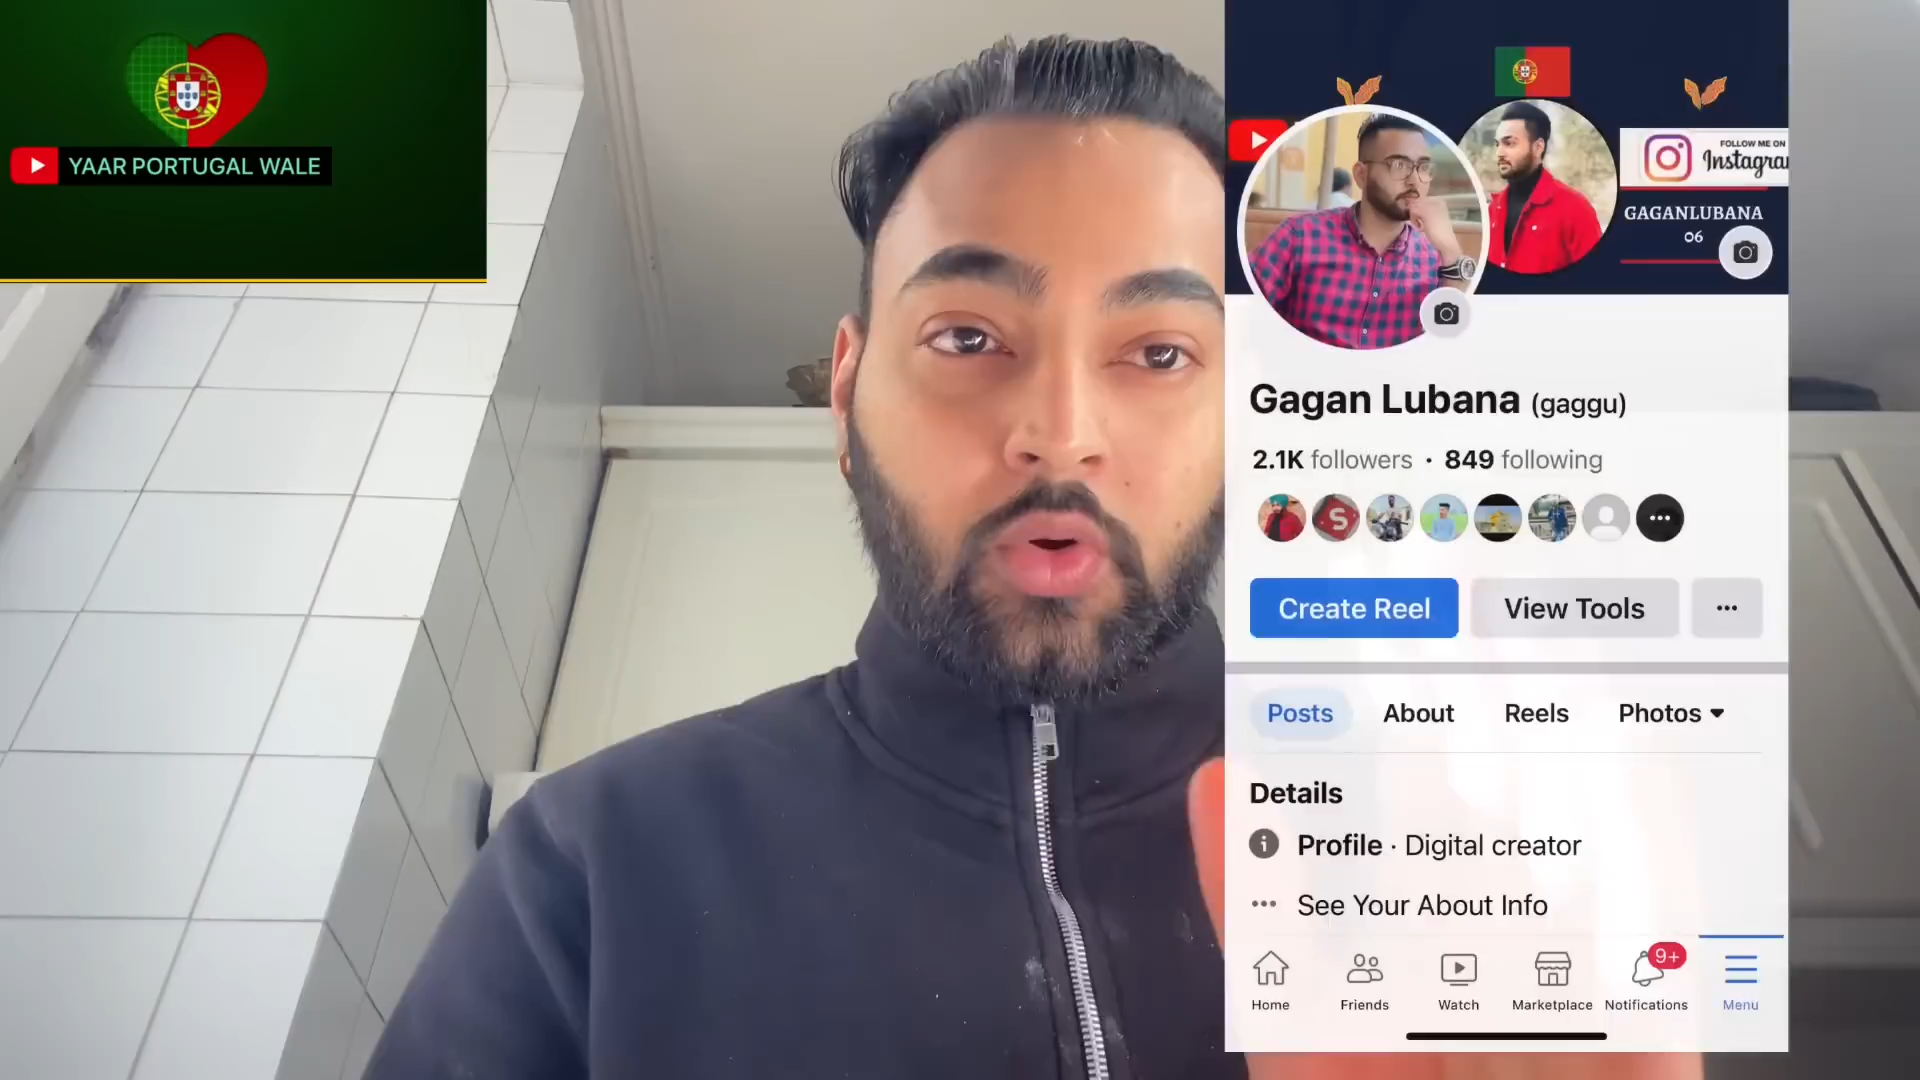 YAAR PORTUGAL WALE
FOLLOW ME ON
GAGANLUBANA
06
Gagan Lubana (gaggu)
2.1K followers · 849 following
S
Create Reel
View Tools
Posts
About
Reels
Photos
Details
Profile · Digital creator
See Your About Info
9+
Home
Friends
Watch
Marketplace
Notifications
Menu